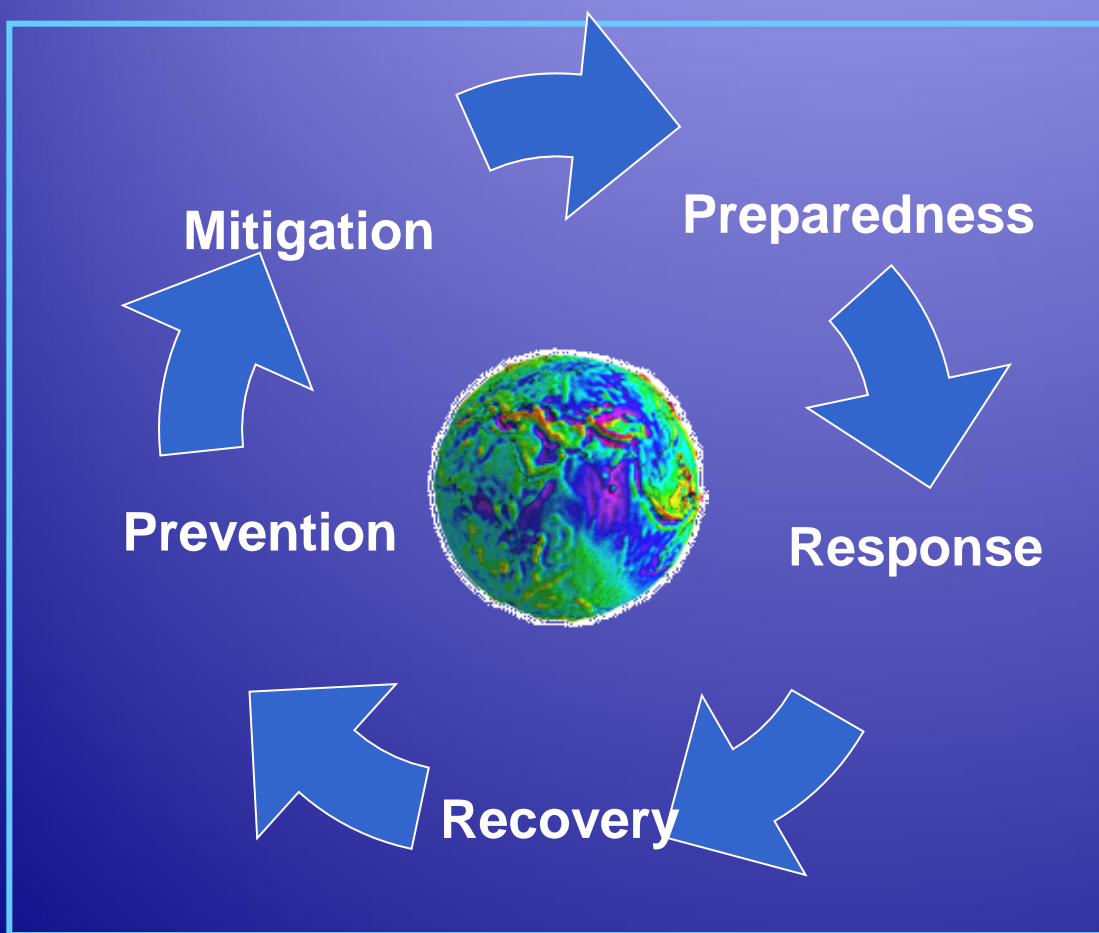 Mitigation
Preparedness
Prevention
Response
Recovery